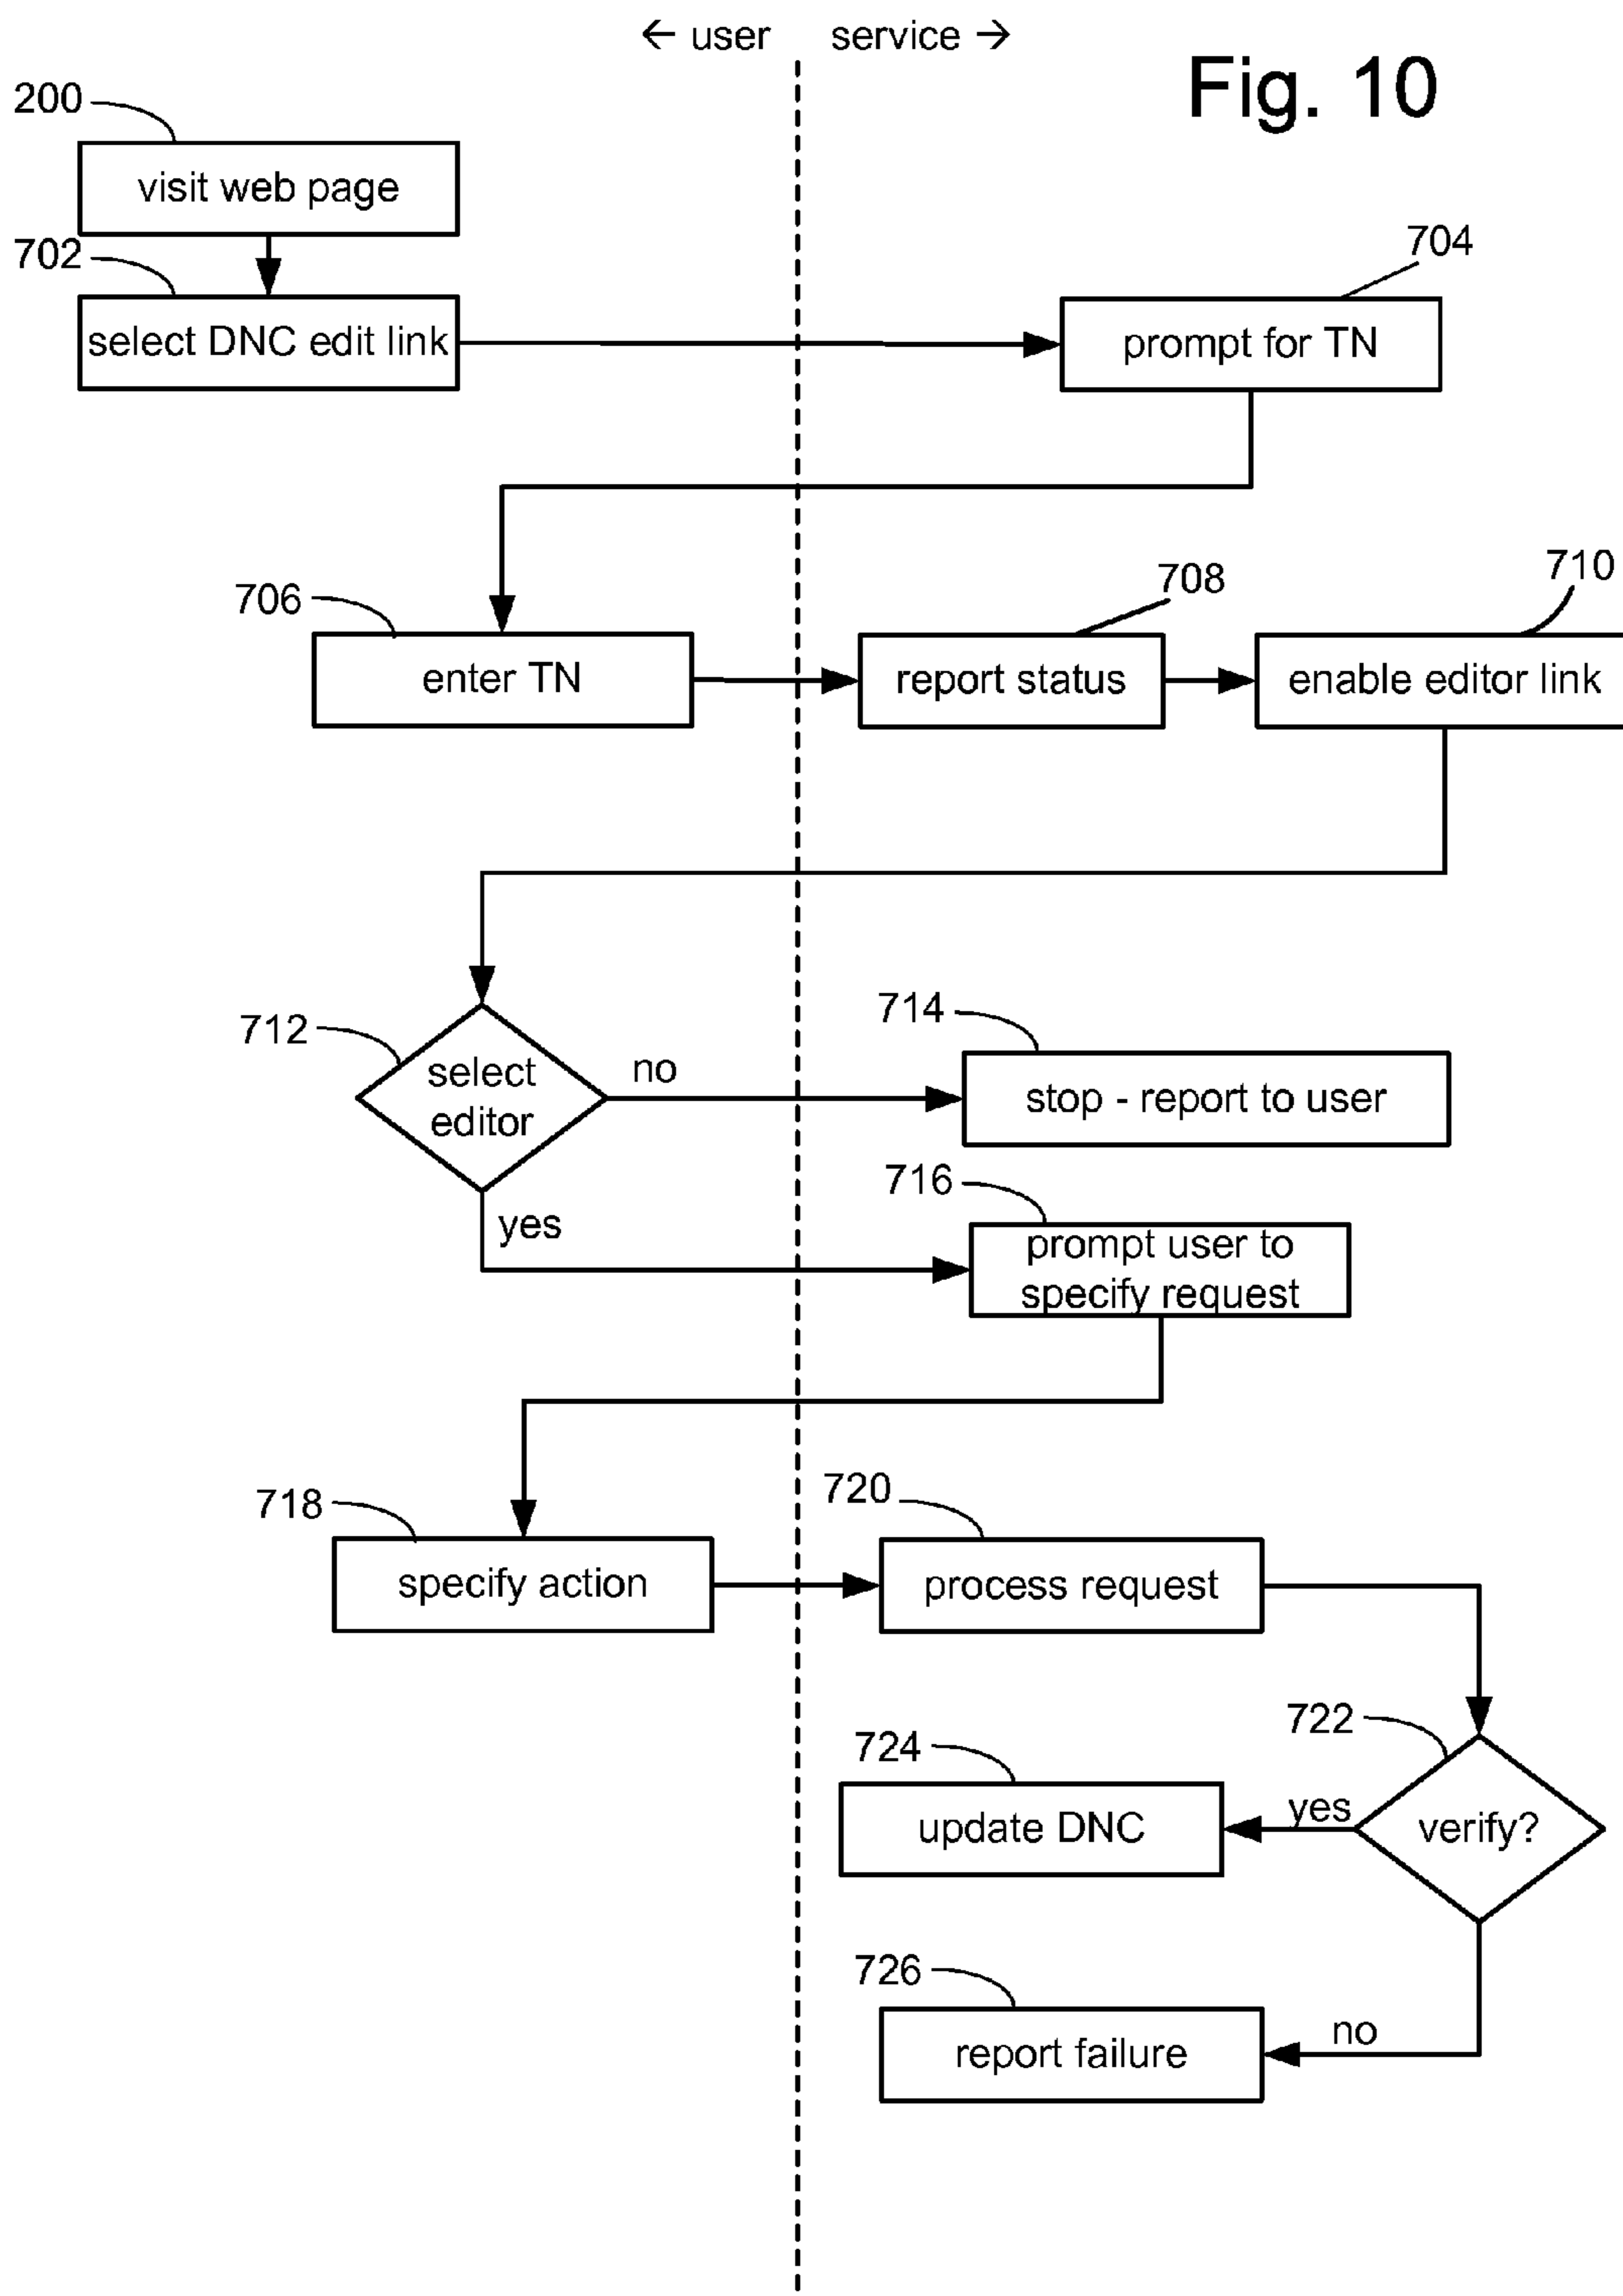 ← user service →
Fig. 10
200
visit web page
702
select DNC edit link
704
prompt for TN
706
enter TN
708
report status
710
enable editor link
712
select
editor
no
714
stop - report to user
yes
716
prompt user to
specify request
718
specify action
720
process request
722
verify?
yes
724
update DNC
no
726
report failure